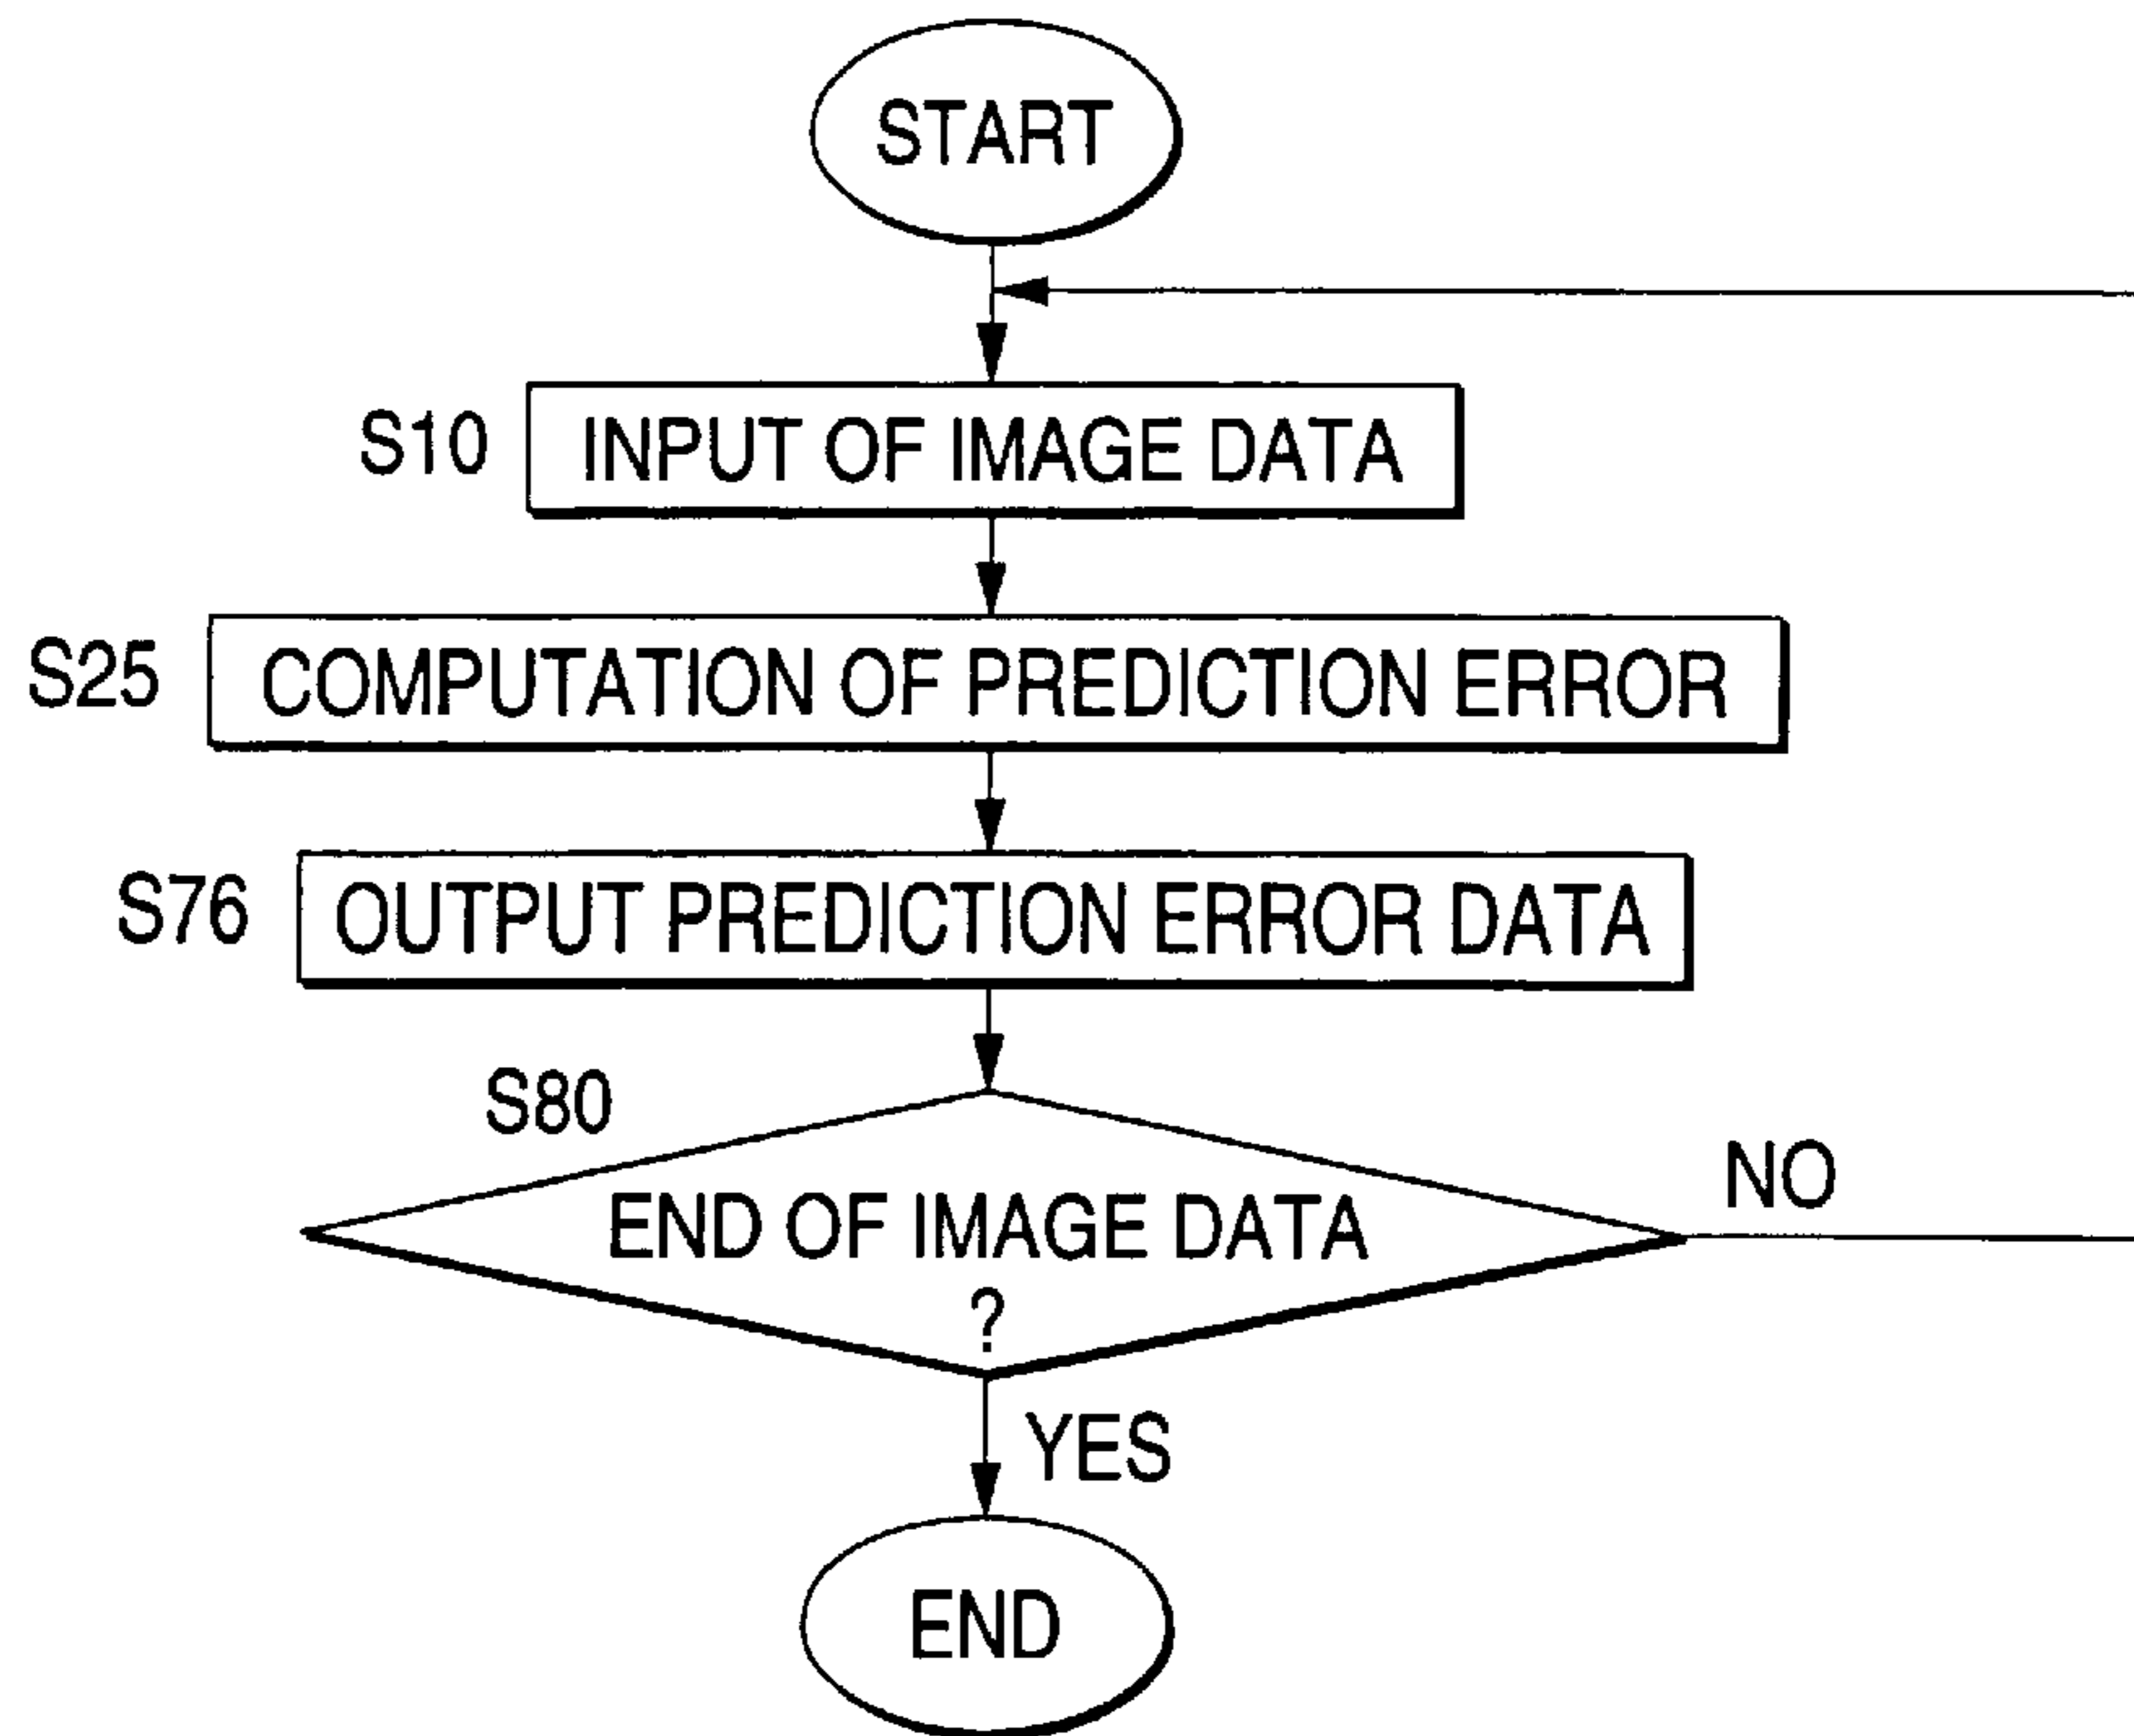 START
S10 INPUT OF IMAGE DATA
S25 COMPUTATION OF PREDICTION ERROR
S76 OUTPUT PREDICTION ERROR DATA
S80
END OF IMAGE DATA
?
NO
YES
END